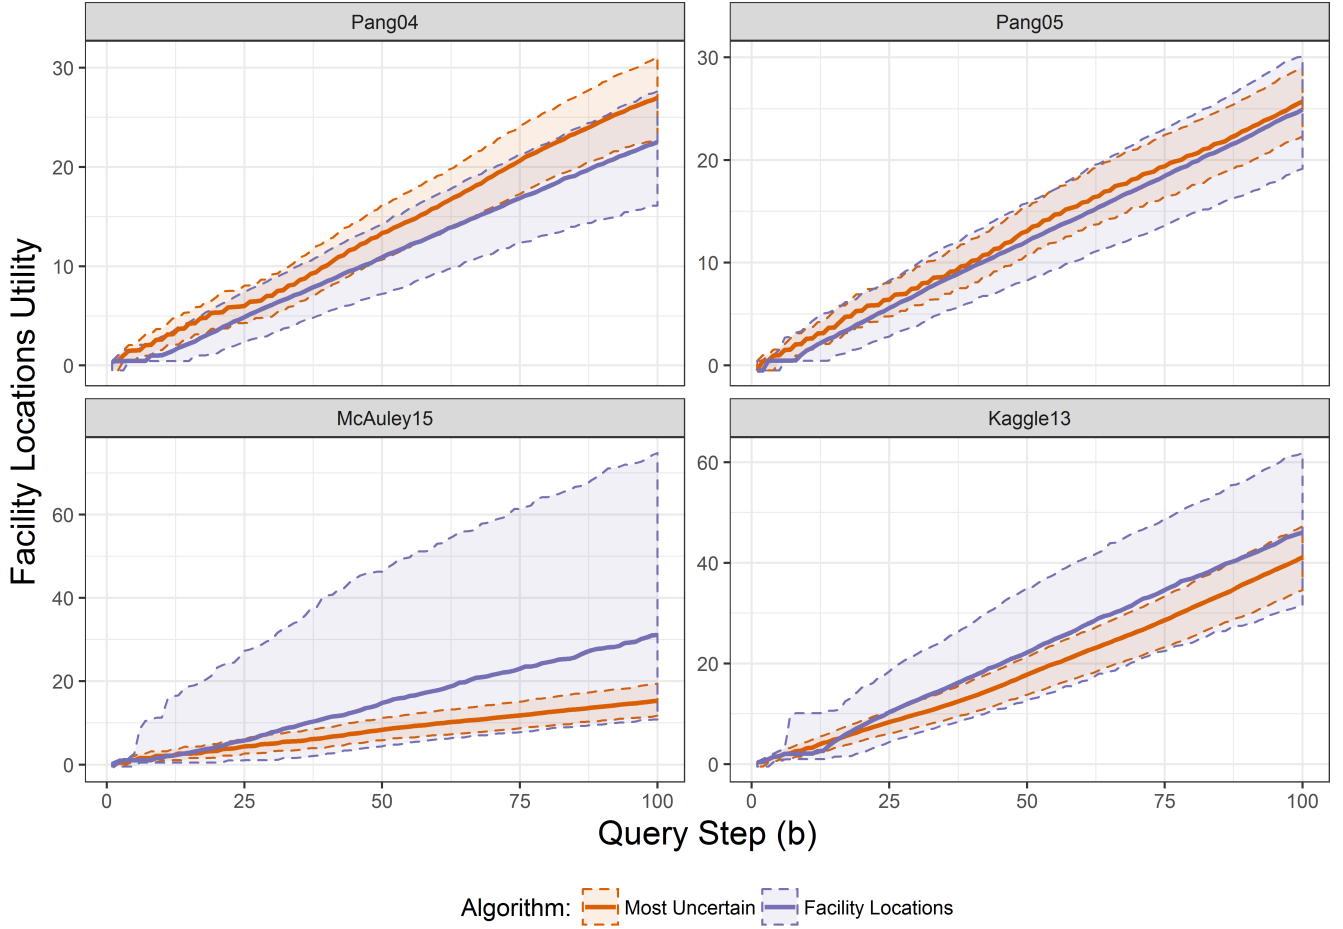 Pang04
Pang05
30
20
10
0
30
20
10
0
McAuley15
Kaggle13
60
40
20
0
60
40
20
0
0 25 50 75 100
0 25 50 75 100
Facility Locations Utility
Query Step (b)
Algorithm: Most Uncertain Facility Locations